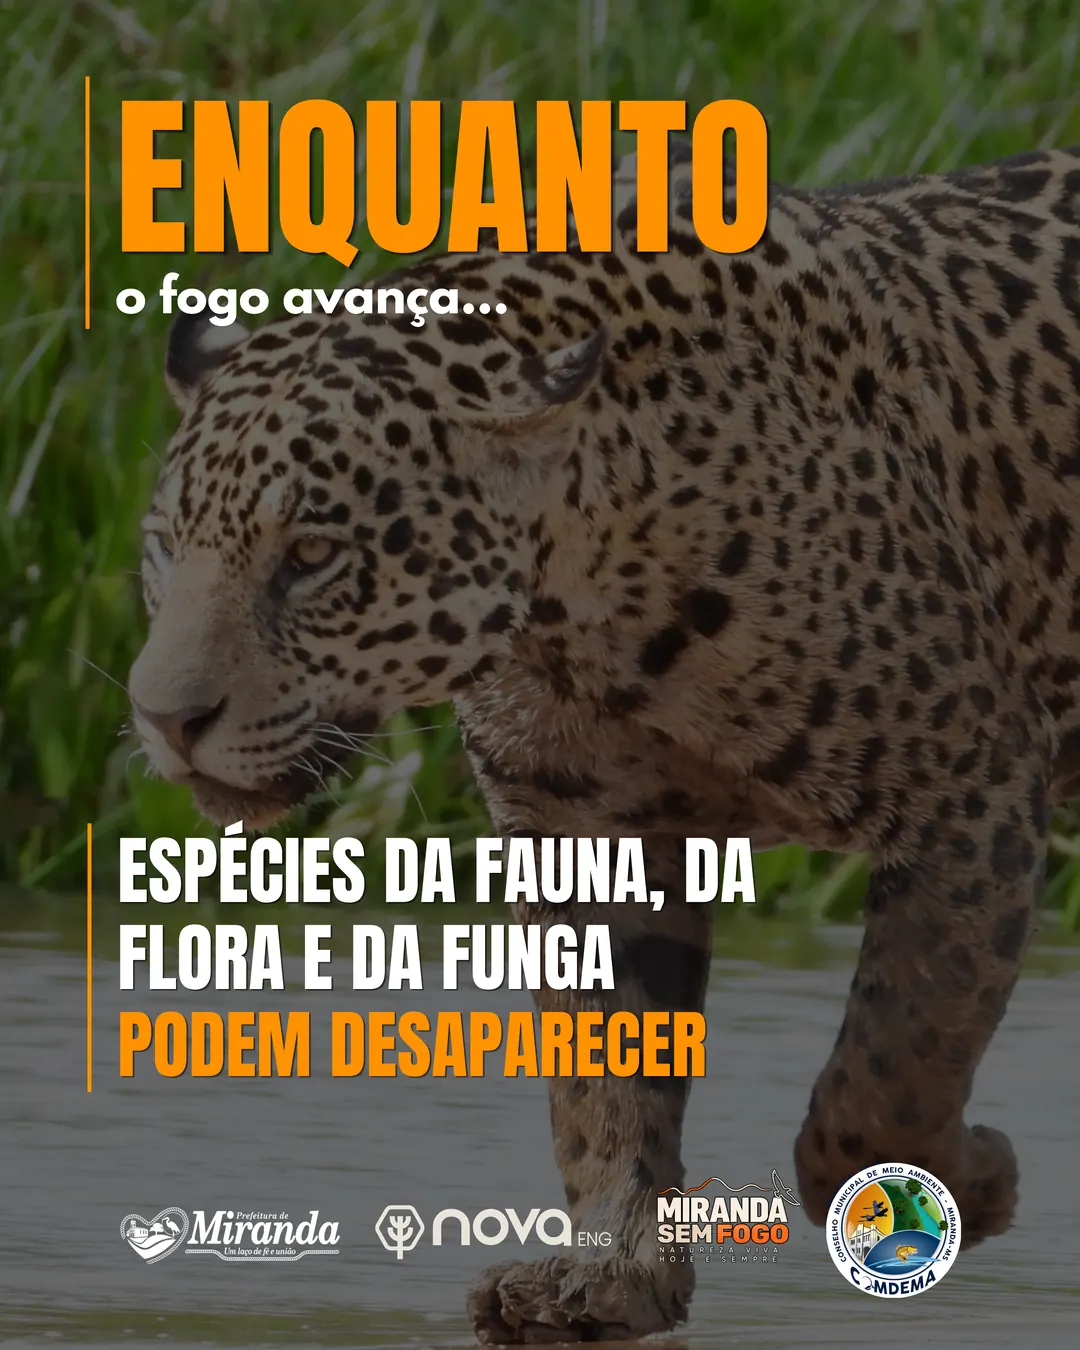 ENQUANTO
o fogo avança...
ESPÉCIES DA FAUNA, DA
FLORA E DA FUNGA
PODEM DESAPARECER
Prefeitura de
Miranda
Um laço de fé e união
nova ENG
MIRANDA
SEM FOGO
NATUREZA VIVA
HOJE E SEMPRE
CONSELHO MUNICIPAL DE MEIO AMBIENTE - MIRANDA-MS
COMDEMA